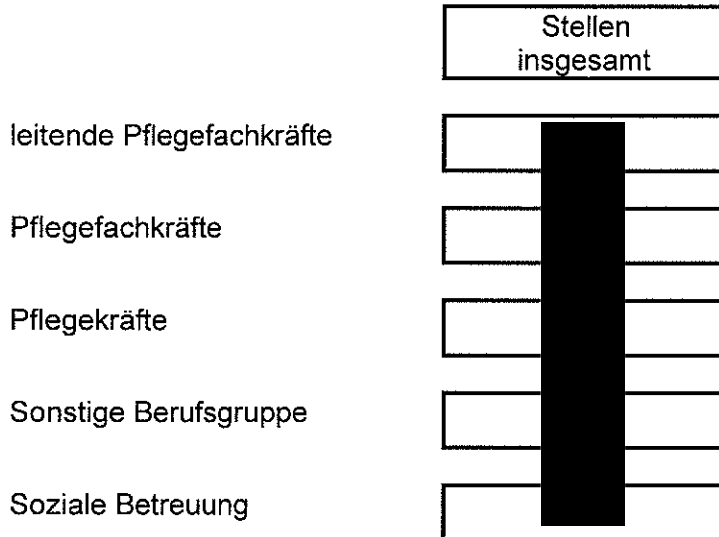 Stellen
insgesamt
leitende Pflegefachkräfte
Pflegefachkräfte
Pflegekräfte
Sonstige Berufsgruppe
Soziale Betreuung